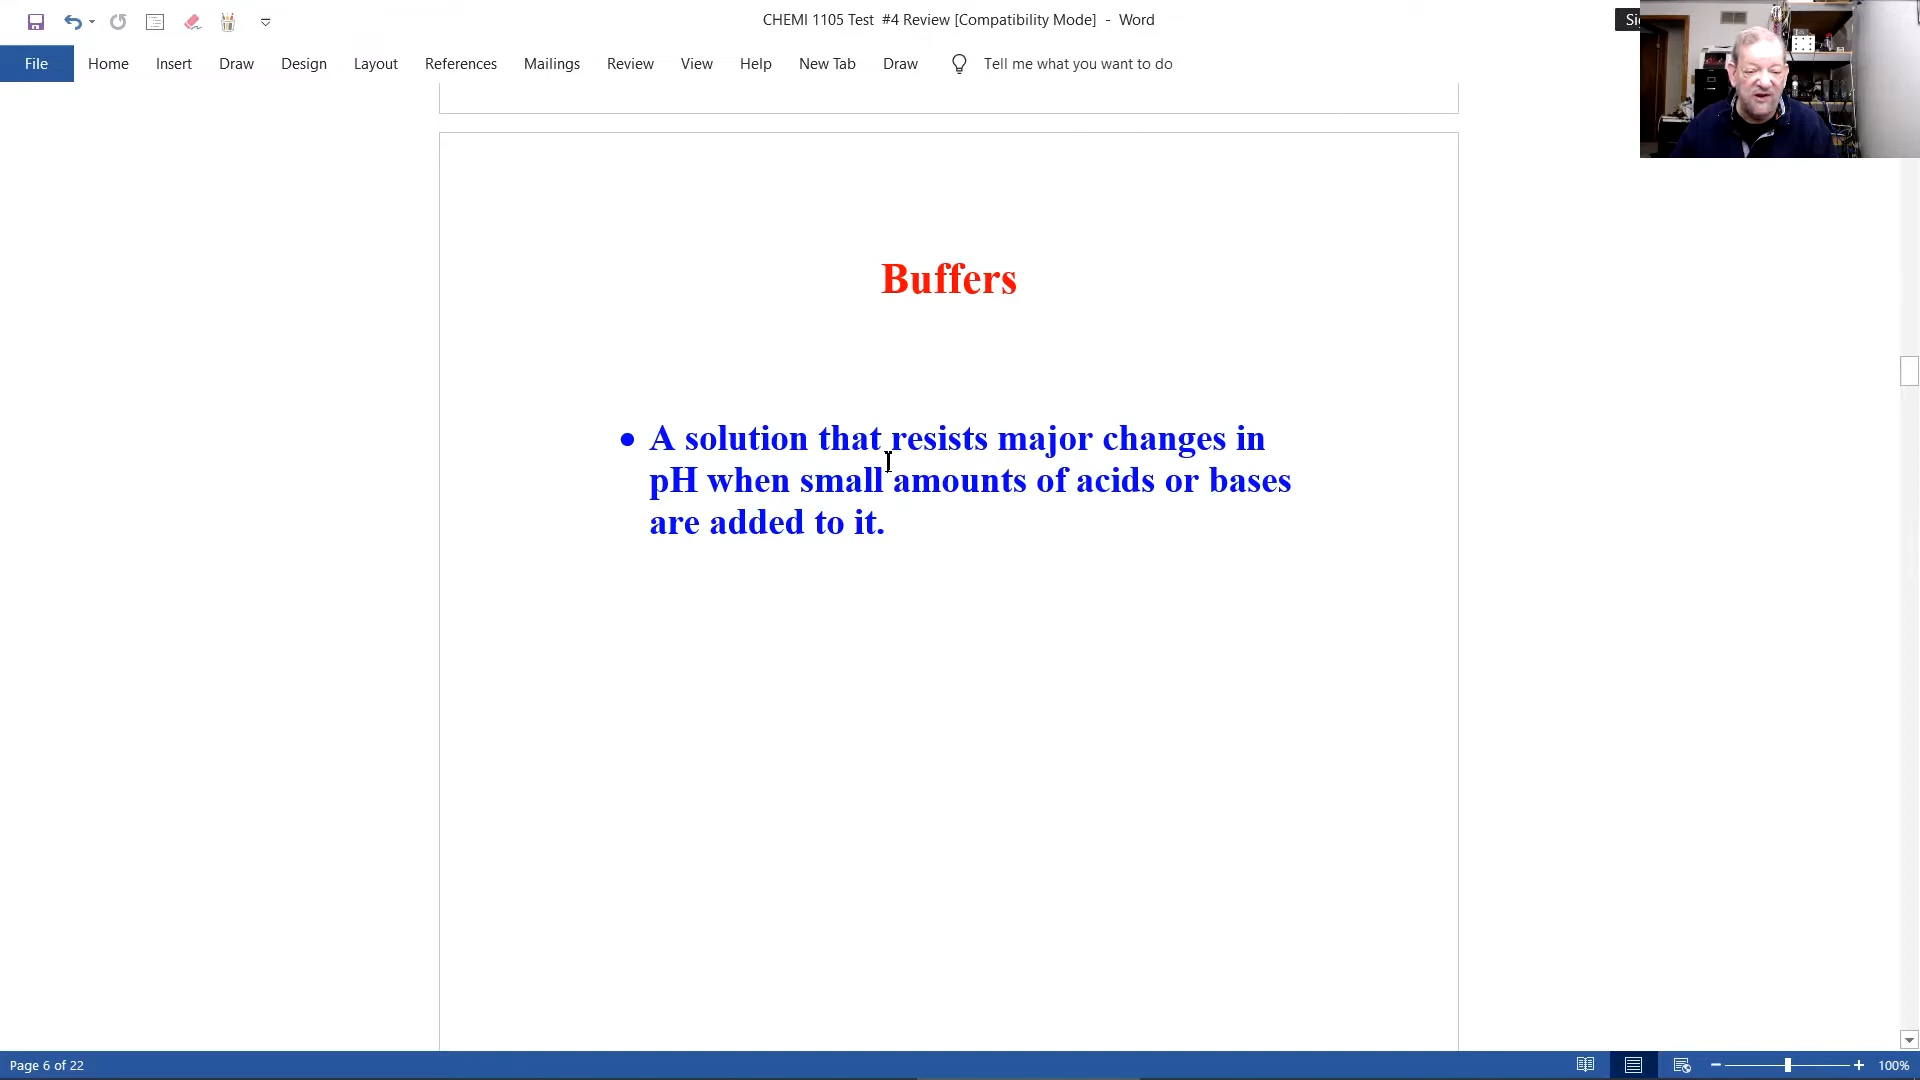 CHEMI 1105 Test #4 Review [Compatibility Mode] - Word
File Home Insert Draw Design Layout References Mailings Review View Help New Tab Draw Tell me what you want to do
Buffers
• A solution that resists major changes in
pH when small amounts of acids or bases
are added to it.
Page 6 of 22
100%